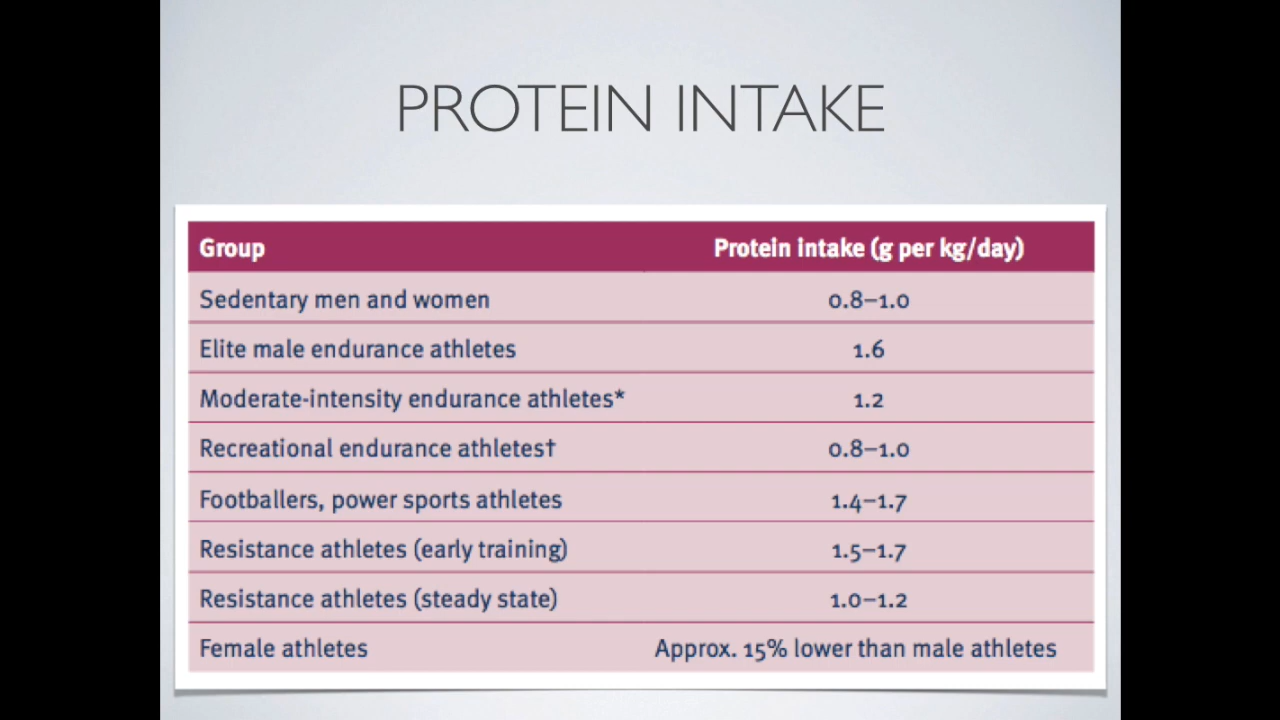 PROTEIN INTAKE
Group Protein intake (g per kg/day)
Sedentary men and women 0.8–1.0
Elite male endurance athletes 1.6
Moderate-intensity endurance athletes* 1.2
Recreational endurance athletes† 0.8–1.0
Footballers, power sports athletes 1.4–1.7
Resistance athletes (early training) 1.5–1.7
Resistance athletes (steady state) 1.0–1.2
Female athletes Approx. 15% lower than male athletes